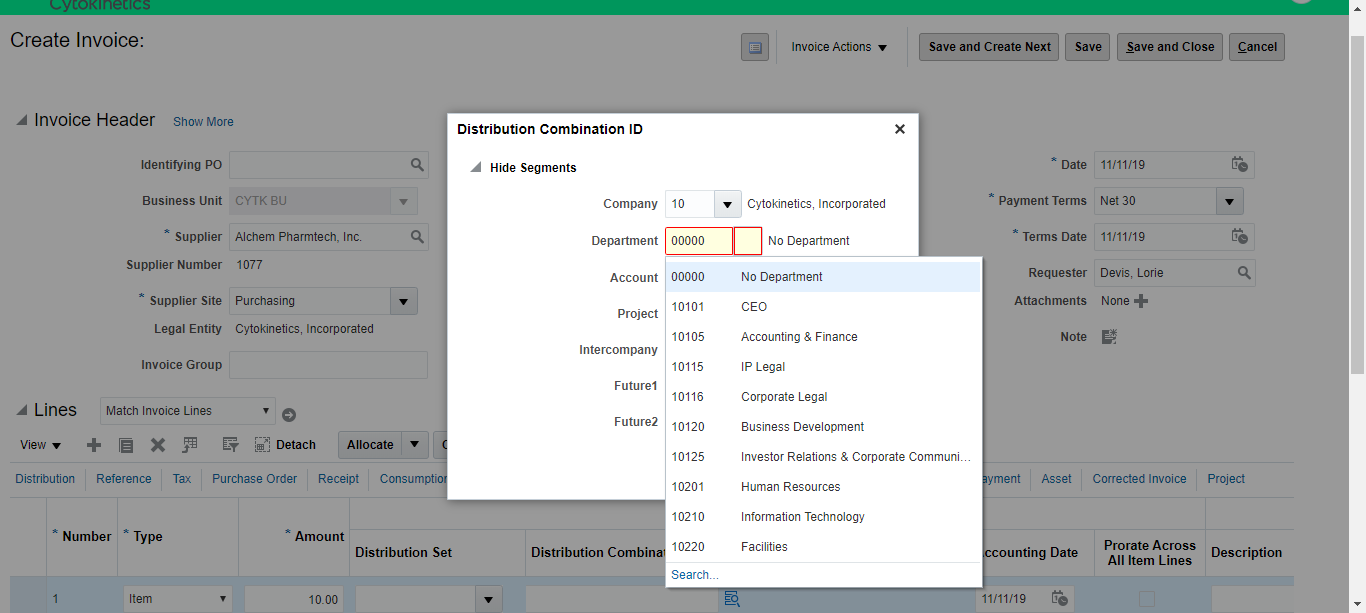 Cytokinetics
Create Invoice:
Invoice Actions
Save and Create Next
Save
Save and Close
Cancel
Invoice Header Show More
Identifying PO
Business Unit CYTK BU
* Supplier Alchem Pharmtech, Inc.
Supplier Number 1077
* Supplier Site Purchasing
Legal Entity Cytokinetics, Incorporated
Invoice Group
* Date 11/11/19
* Payment Terms Net 30
* Terms Date 11/11/19
Requester Devis, Lorie
Attachments None
Note
Distribution Combination ID
Hide Segments
Company 10 Cytokinetics, Incorporated
Department 00000 No Department
Account
Project
Intercompany
Future1
Future2
00000 No Department
10101 CEO
10105 Accounting & Finance
10115 IP Legal
10116 Corporate Legal
10120 Business Development
10125 Investor Relations & Corporate Communi...
10201 Human Resources
10210 Information Technology
10220 Facilities
Search...
Lines Match Invoice Lines
View Detach Allocate
Distribution Reference Tax Purchase Order Receipt Consumption ayment Asset Corrected Invoice Project
* Number * Type * Amount Distribution Set Distribution Combina ccounting Date Prorate Across
All Item Lines Description
1 Item 10.00 11/11/19